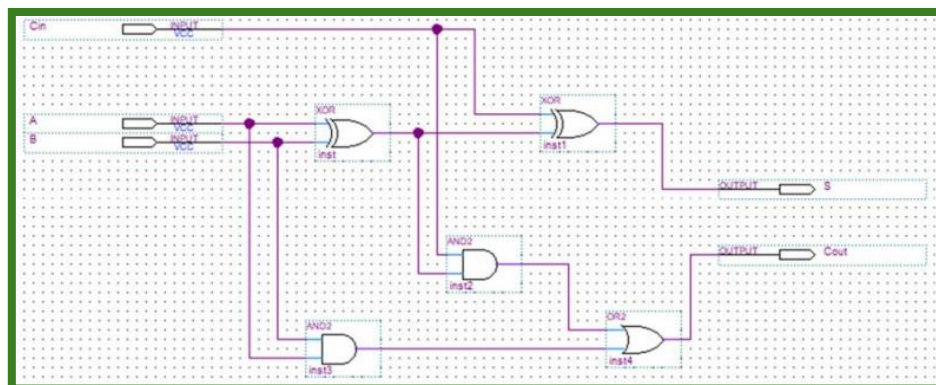 Cin
INPUT
VCC
A
INPUT
VCC
B
INPUT
VCC
XOR
inst
XOR
inst1
OUTPUT
S
AND2
inst2
OUTPUT
Cout
AND2
inst3
OR2
inst4